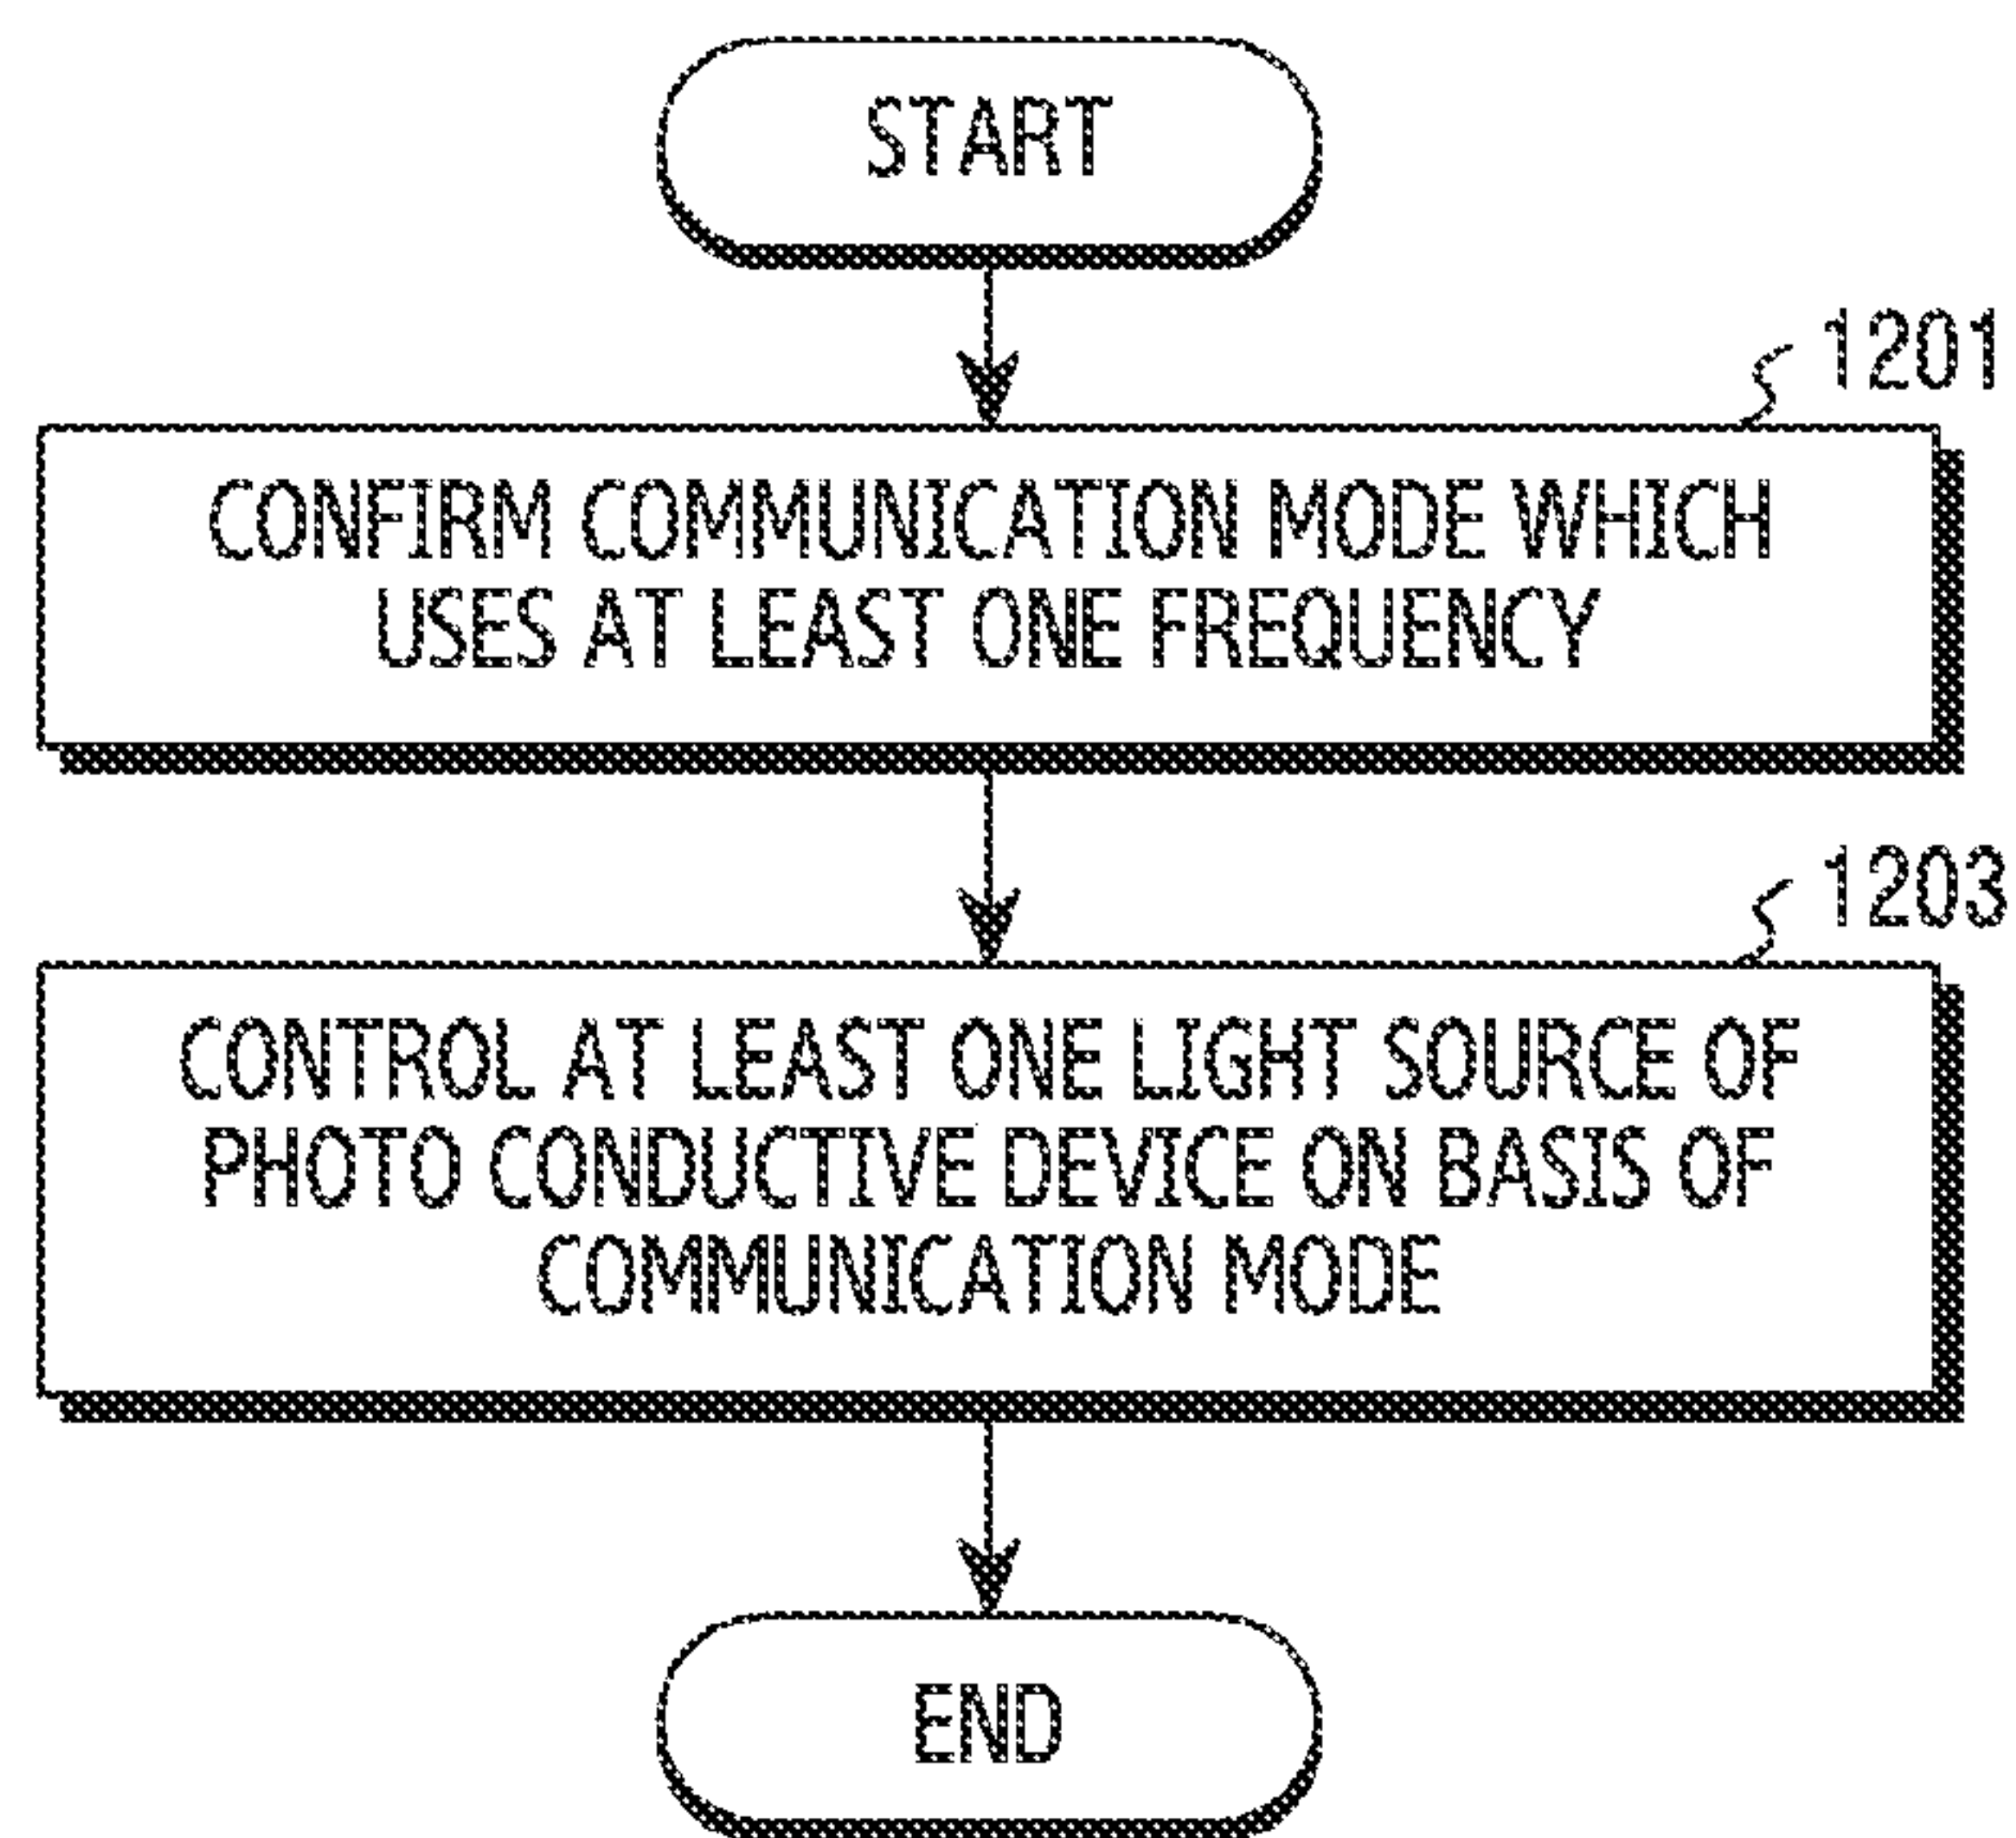 START
1201
CONFIRM COMMUNICATION MODE WHICH
USES AT LEAST ONE FREQUENCY
1203
CONTROL AT LEAST ONE LIGHT SOURCE OF
PHOTO CONDUCTIVE DEVICE ON BASIS OF
COMMUNICATION MODE
END